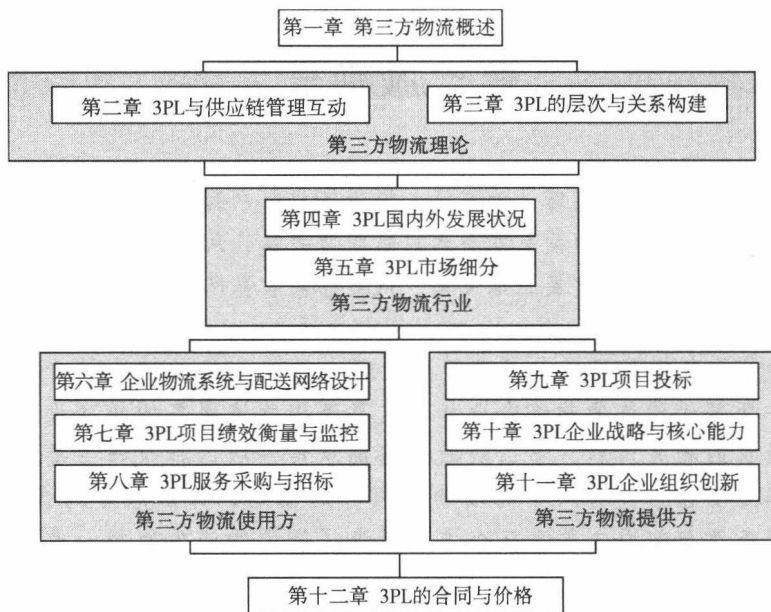 第一章 第三方物流概述
第二章 3PL与供应链管理互动
第三章 3PL的层次与关系构建
第三方物流理论
第四章 3PL国内外发展状况
第五章 3PL市场细分
第三方物流行业
第六章 企业物流系统与配送网络设计
第七章 3PL项目绩效衡量与监控
第八章 3PL服务采购与招标
第三方物流使用方
第九章 3PL项目投标
第十章 3PL企业战略与核心能力
第十一章 3PL企业组织创新
第三方物流提供方
第十二章 3PL的合同与价格